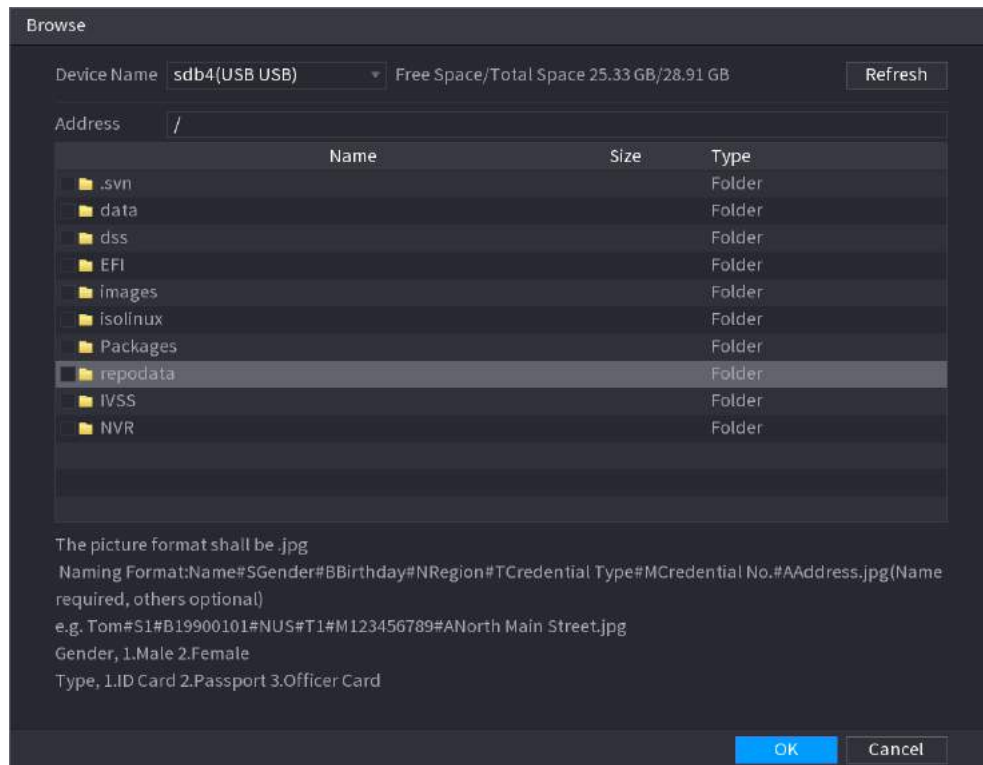 Browse
Device Name sdb4(USB USB) Free Space/Total Space 25.33 GB/28.91 GB Refresh
Address /
Name Size Type
.svn Folder
data Folder
dss Folder
EFI Folder
images Folder
isolinux Folder
Packages Folder
repodata Folder
IVSS Folder
NVR Folder
The picture format shall be .jpg
Naming Format:Name#SGender#BBirthday#NRegion#TCredential Type#MCredential No.#AAddress.jpg(Name
required, others optional)
e.g. Tom#S1#B19900101#NUS#T1#M123456789#ANorth Main Street.jpg
Gender, 1.Male 2.Female
Type, 1.ID Card 2.Passport 3.Officer Card
OK Cancel